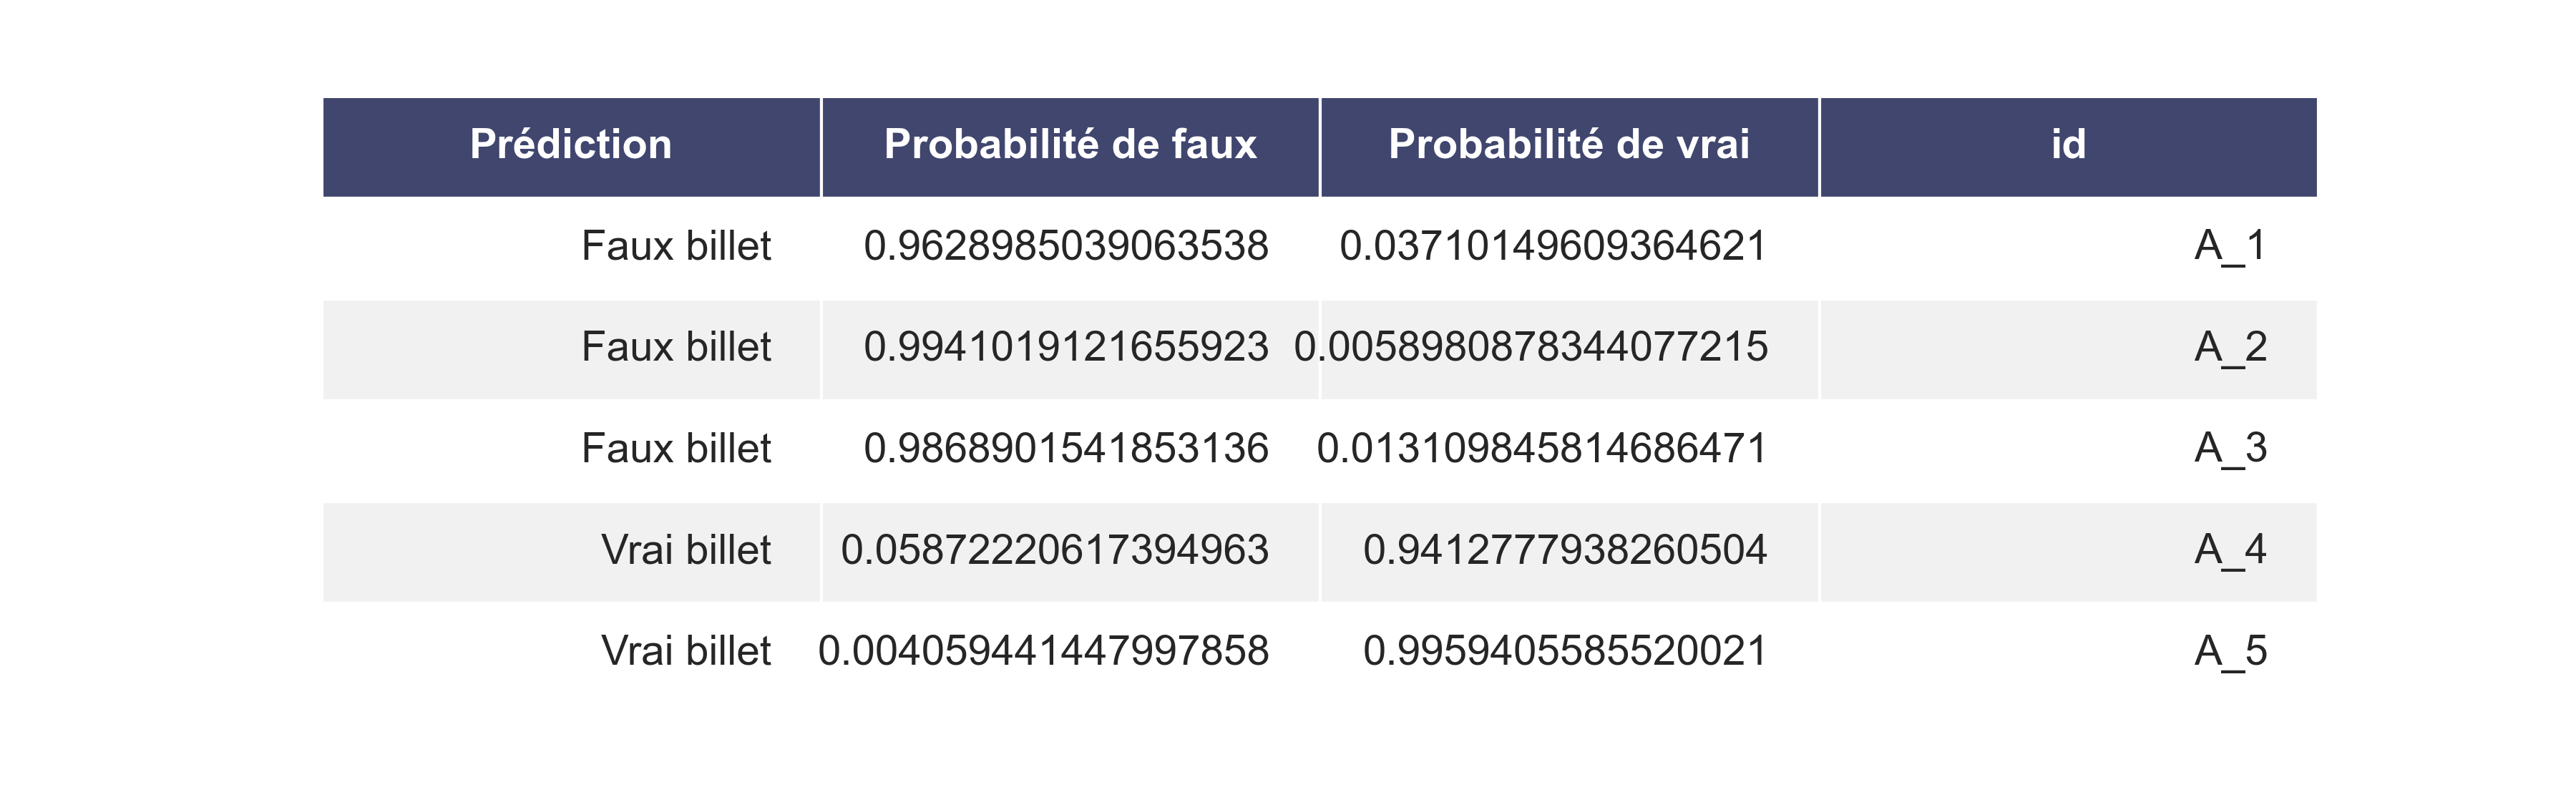 Prédiction Probabilité de faux Probabilité de vrai id
Faux billet 0.9628985039063538 0.03710149609364621 A_1
Faux billet 0.9941019121655923 0.0058980878344077215 A_2
Faux billet 0.9868901541853136 0.013109845814686471 A_3
Vrai billet 0.05872220617394963 0.9412777938260504 A_4
Vrai billet 0.004059441447997858 0.9959405585520021 A_5